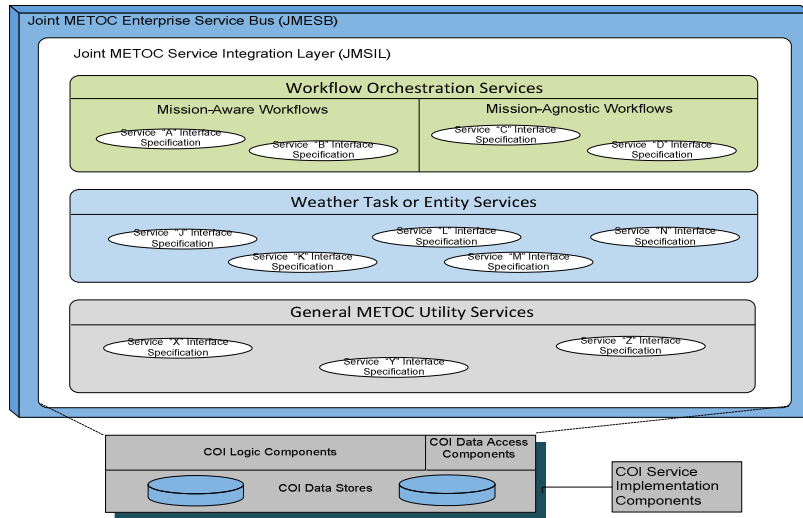 Joint METOC Enterprise Service Bus (JMESB)
Joint METOC Service Integration Layer (JMSIL)
Workflow Orchestration Services
Mission-Aware Workflows
Mission-Agnostic Workflows
Service "A" Interface
Specification
Service "B" Interface
Specification
Service "C" Interface
Specification
Service "D" Interface
Specification
Weather Task or Entity Services
Service "J" Interface
Specification
Service "K" Interface
Specification
Service "L" Interface
Specification
Service "M" Interface
Specification
Service "N" Interface
Specification
General METOC Utility Services
Service "X" Interface
Specification
Service "Y" Interface
Specification
Service "Z" Interface
Specification
COI Logic Components
COI Data Access
Components
COI Data Stores
COI Service
Implementation
Components